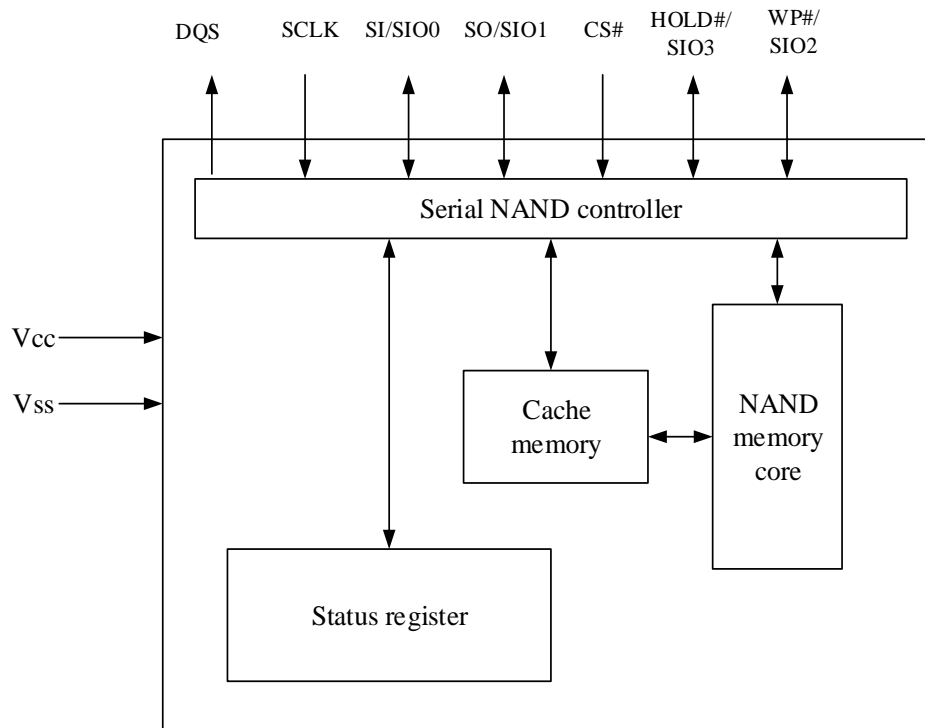 DQS
SCLK
SI/SIO0
SO/SIO1
CS#
HOLD#/
SIO3
WP#/
SIO2
Serial NAND controller
Vcc
Vss
Cache
memory
NAND
memory
core
Status register